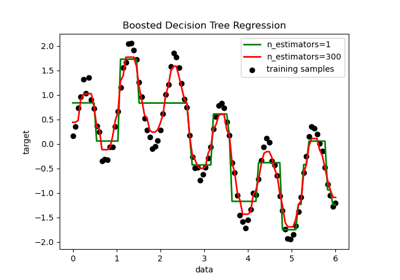 Boosted Decision Tree Regression
n_estimators=1
n_estimators=300
training samples
target
2.0
1.5
1.0
0.5
0.0
−0.5
−1.0
−1.5
−2.0
0
1
2
3
4
5
6
data